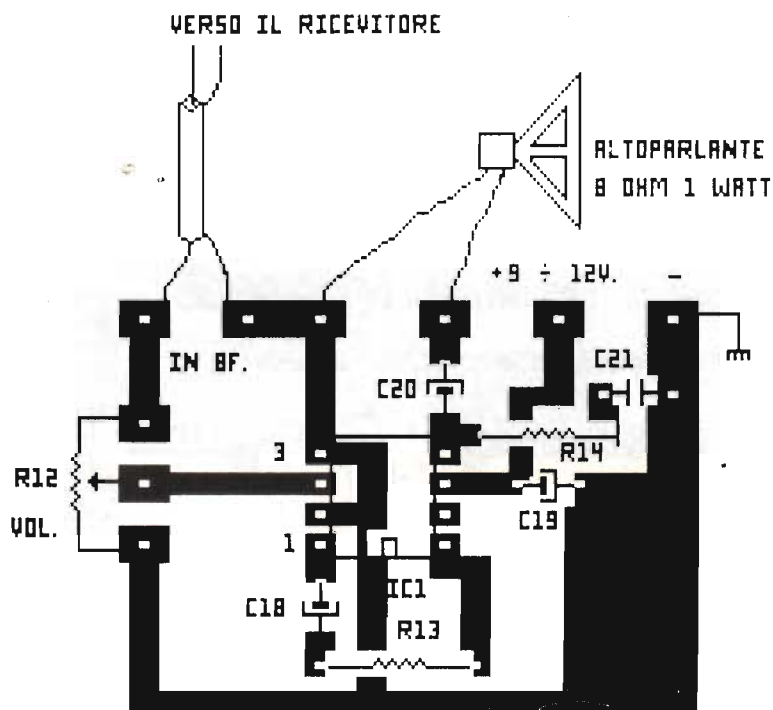 VERSO IL RICEVITORE
ALTOPARLANTE
8 OHM 1 WATT
+9 ÷ 12V. -
IN BF.
C21
C20
R14
3
R12
C19
VOL.
1
IC1
C18
R13